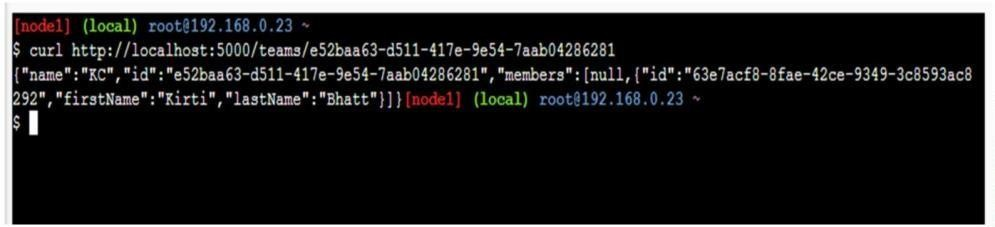 [node1] (local) root@192.168.0.23 ~
$ curl http://localhost:5000/teams/e52baa63-d511-417e-9e54-7aab04286281
{"name":"KC","id":"e52baa63-d511-417e-9e54-7aab04286281","members":[null,{"id":"63e7acf8-8fae-42ce-9349-3c8593ac8
292","firstName":"Kirti","lastName":"Bhatt"}]}[node1] (local) root@192.168.0.23 ~
$